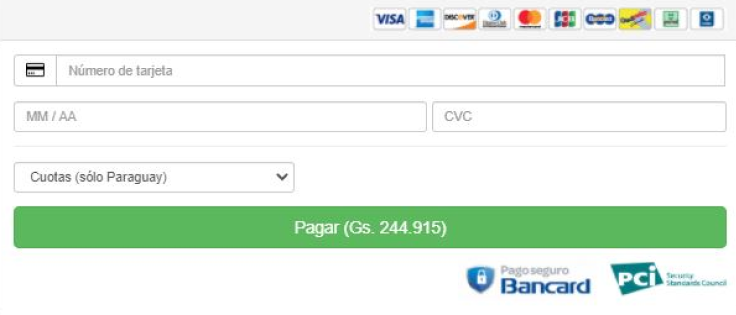 VISA DISCOVER JCB
Número de tarjeta
MM / AA CVC
Cuotas (sólo Paraguay)
Pagar (Gs. 244.915)
Pago seguro
Bancard
PCi Security
Standards Council